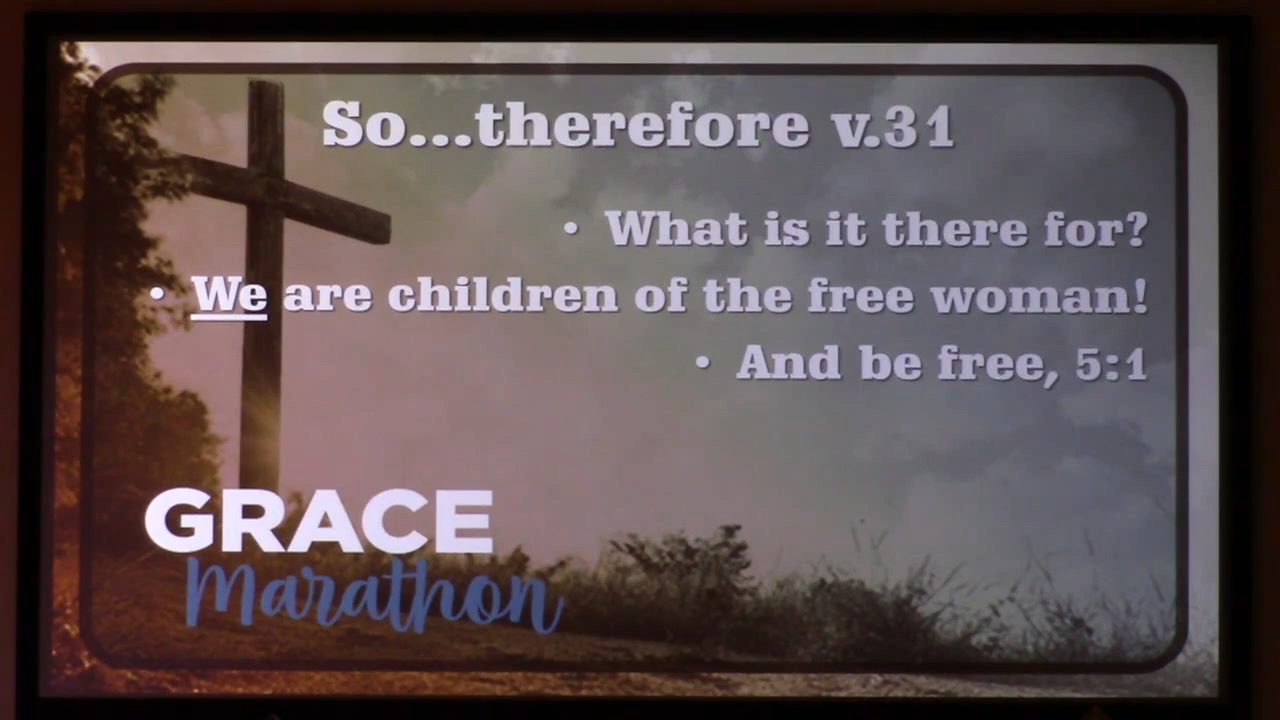 So...therefore v.31
• What is it there for?
• We are children of the free woman!
• And be free, 5:1
GRACE
Marathon